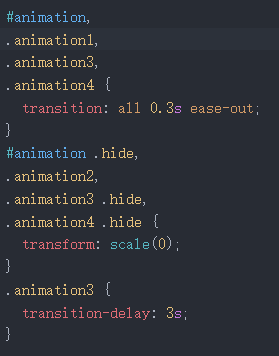 #animation,
.animation1,
.animation3,
.animation4 {
  transition: all 0.3s ease-out;
}
#animation .hide,
.animation2,
.animation3 .hide,
.animation4 .hide {
  transform: scale(0);
}
.animation3 {
  transition-delay: 3s;
}